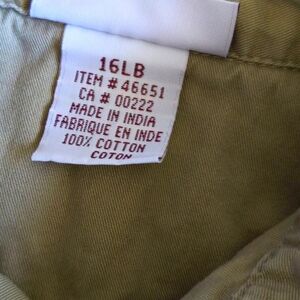 16LB
ITEM # 46651
CA # 00222
MADE IN INDIA
FABRIQUE EN INDE
100% COTTON
COTON